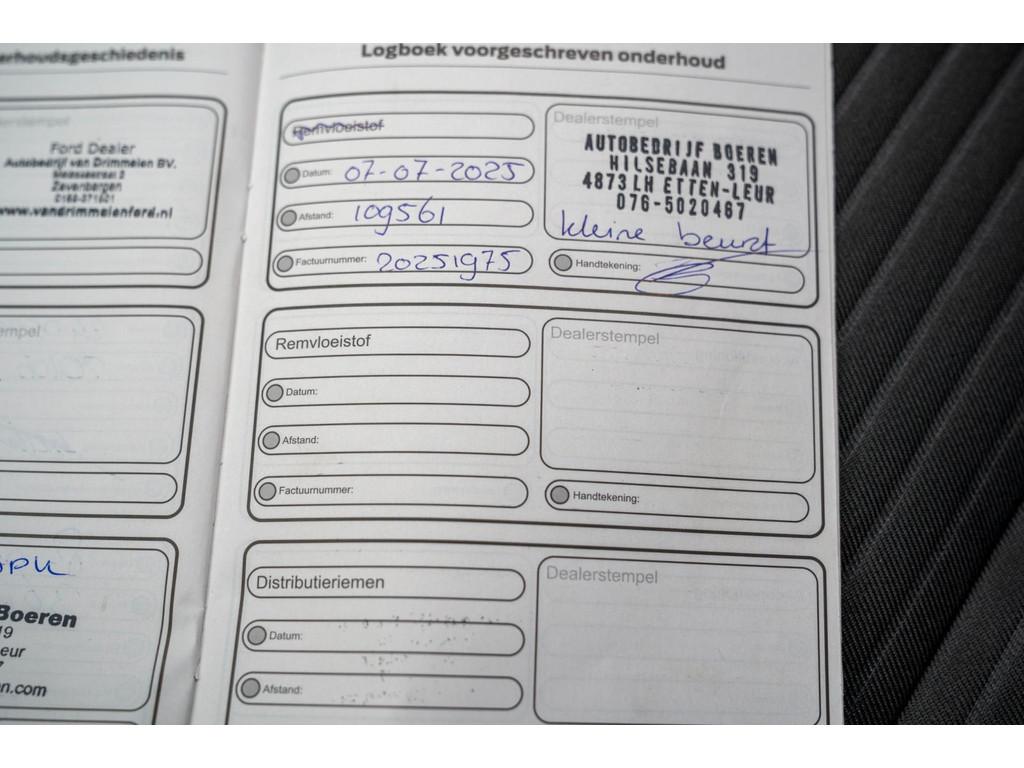 erhoudsgeschiedenis
Ford Dealer
Autobedrijf van Drimmelen BV.
Zevenbergen
www.vandrimmelenford.nl
mpel
Boeren
19
eur
7
n.com
Logboek voorgeschreven onderhoud
Remvloeistof
Datum: 07-07-2025
Afstand: 109561
Factuurnummer: 20251975
Dealerstempel
AUTOBEDRIJF BOEREN
HILSEBAAN 319
4873 LH ETTEN-LEUR
076-5020467
kleine beurt
Handtekening:
Remvloeistof
Datum:
Afstand:
Factuurnummer:
Dealerstempel
Handtekening:
Distributieriemen
Datum:
Afstand:
Dealerstempel